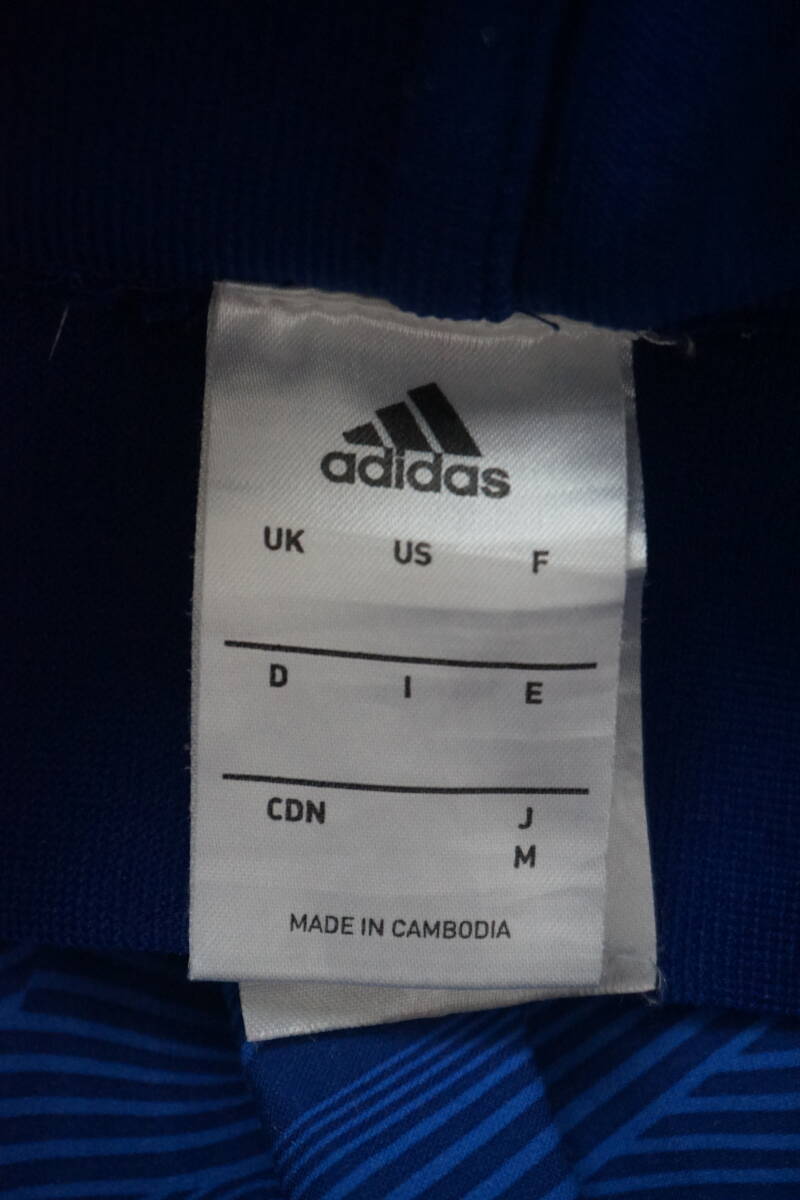 adidas
UK US F
D I E
CDN J
M
MADE IN CAMBODIA